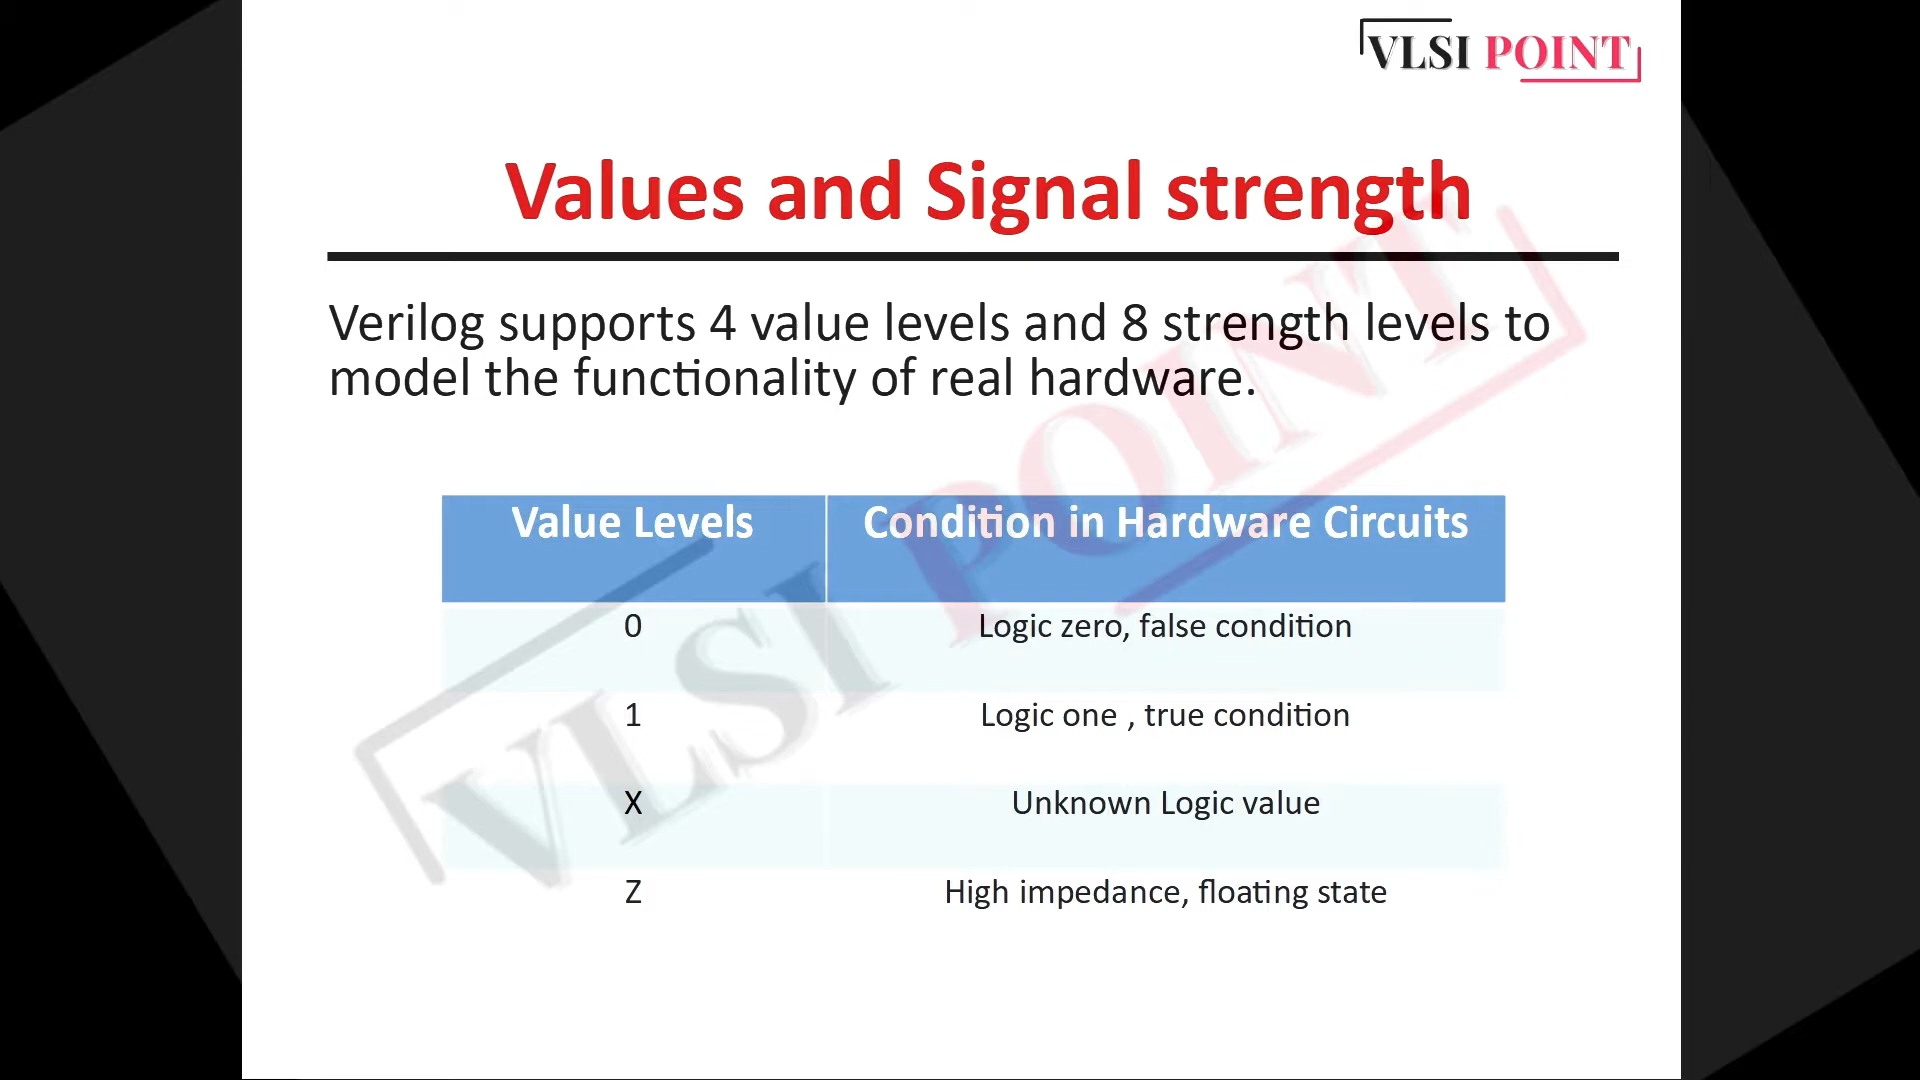 VLSI POINT
Values and Signal strength
Verilog supports 4 value levels and 8 strength levels to
model the functionality of real hardware.
Value Levels Condition in Hardware Circuits
0 Logic zero, false condition
1 Logic one , true condition
X Unknown Logic value
Z High impedance, floating state
VLSI POINT